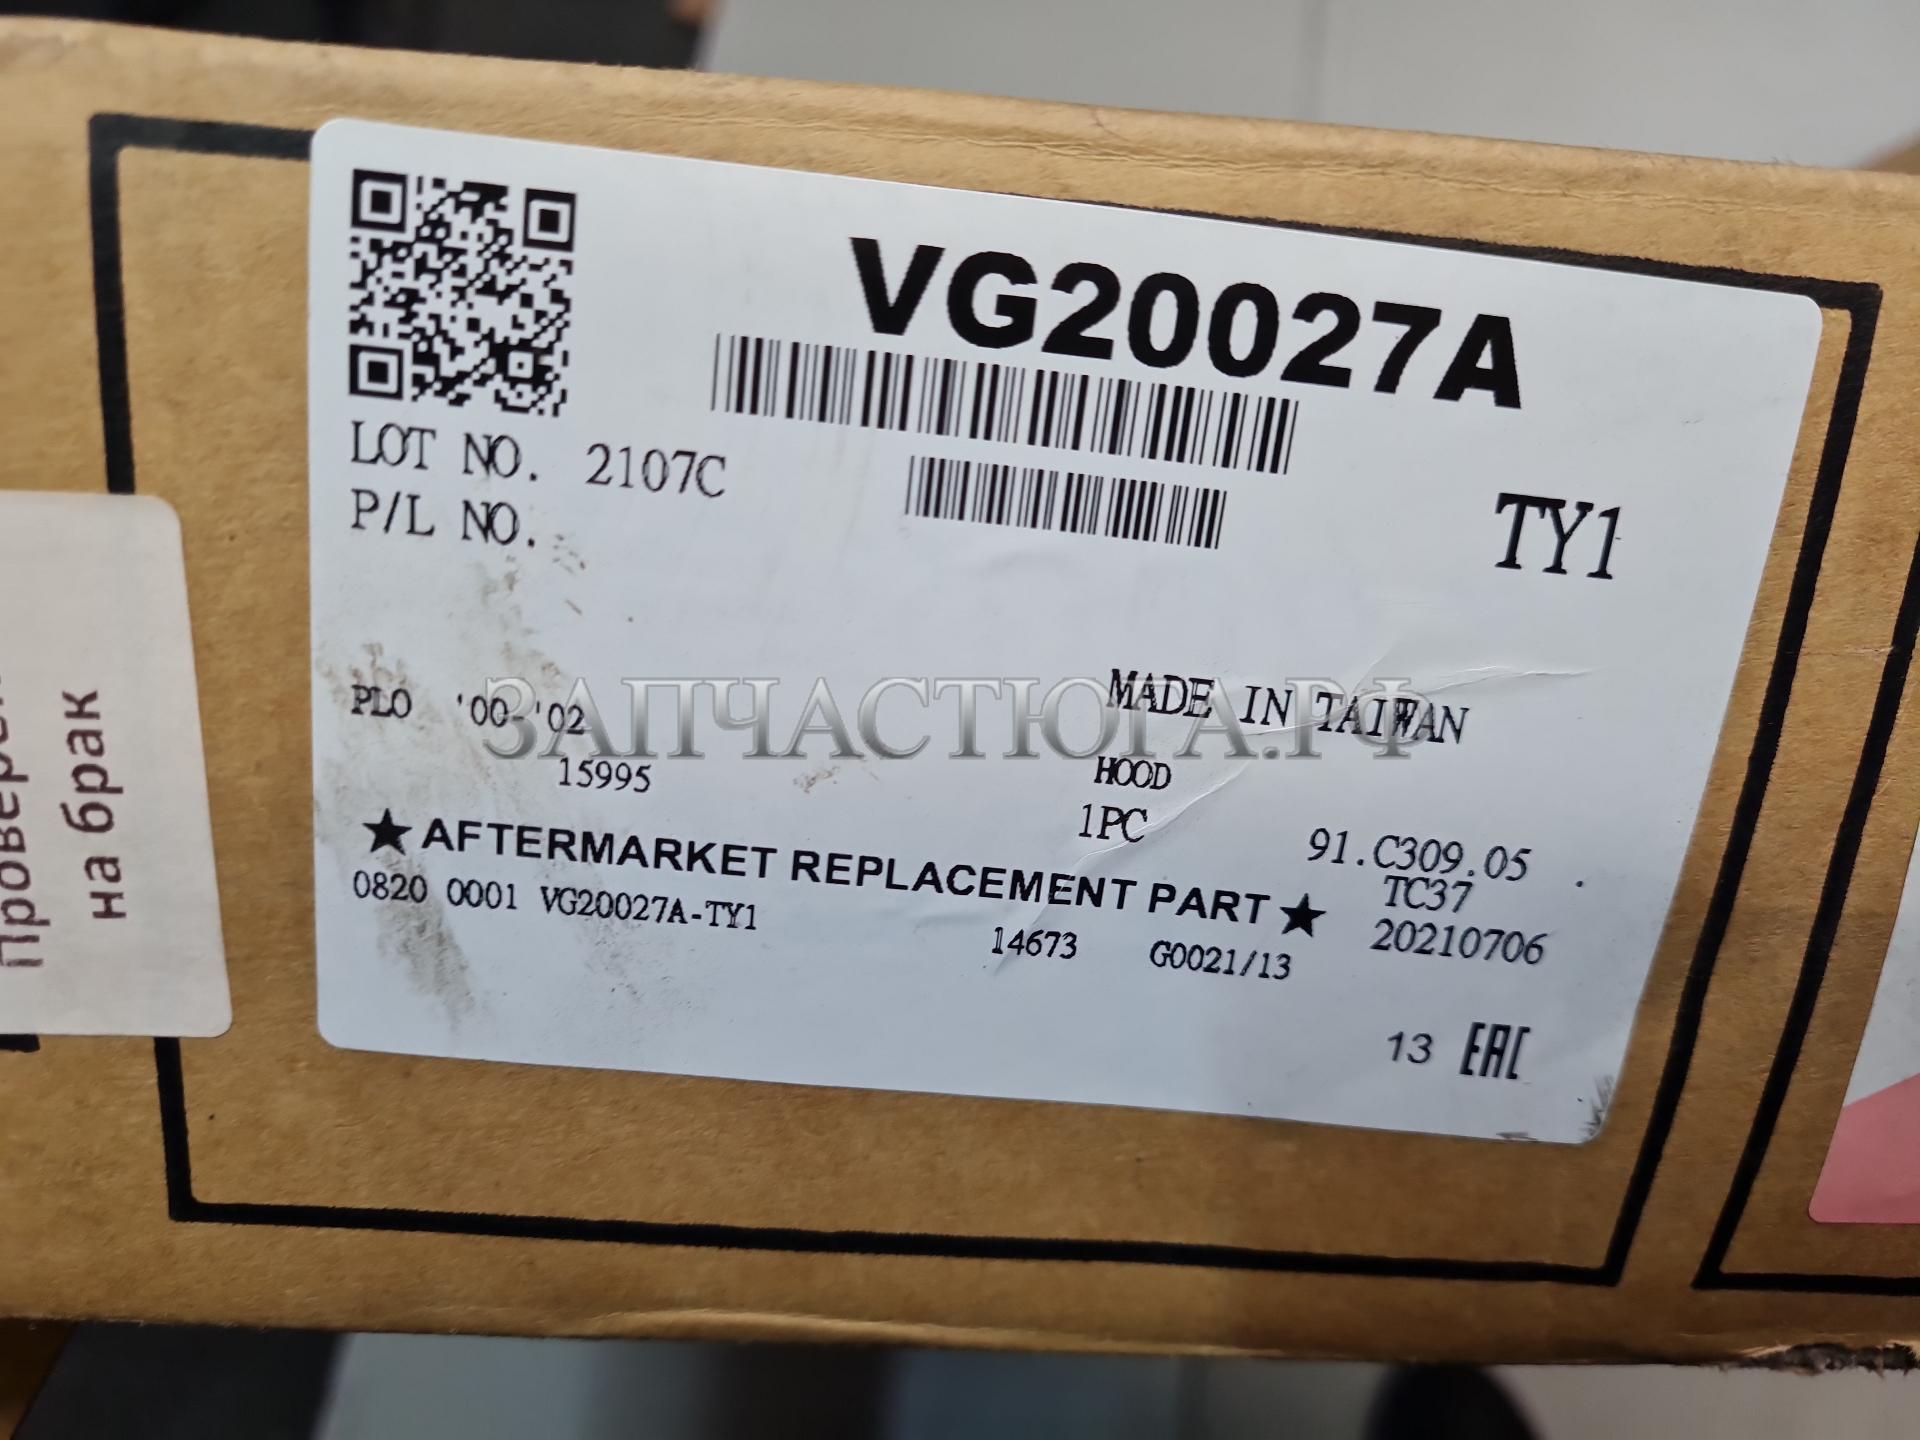 VG20027A
LOT NO. 2107C
P/L NO.
TY1
PLO '00-'02
MADE IN TAIWAN
15995
HOOD
1PC
91.C309.05
★AFTERMARKET REPLACEMENT PART★
TC37
0820 0001 VG20027A-TY1
14673
G0021/13
20210706
13 EAC
на брак
ЗАПЧАСТЮГА.РФ